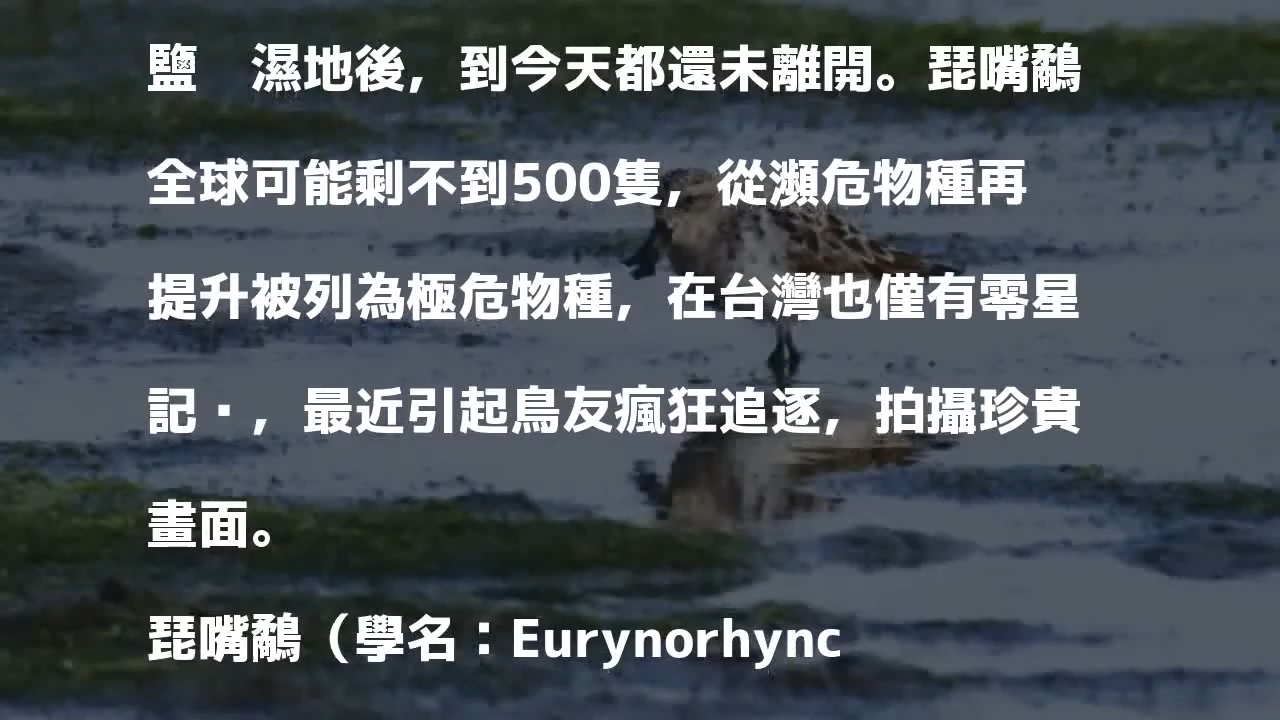 鹽　濕地後，到今天都還未離開。琵嘴鷸
全球可能剩不到500隻，從瀕危物種再
提升被列為極危物種，在台灣也僅有零星
記▪，最近引起鳥友瘋狂追逐，拍攝珍貴
畫面。
琵嘴鷸（學名：Eurynorhync